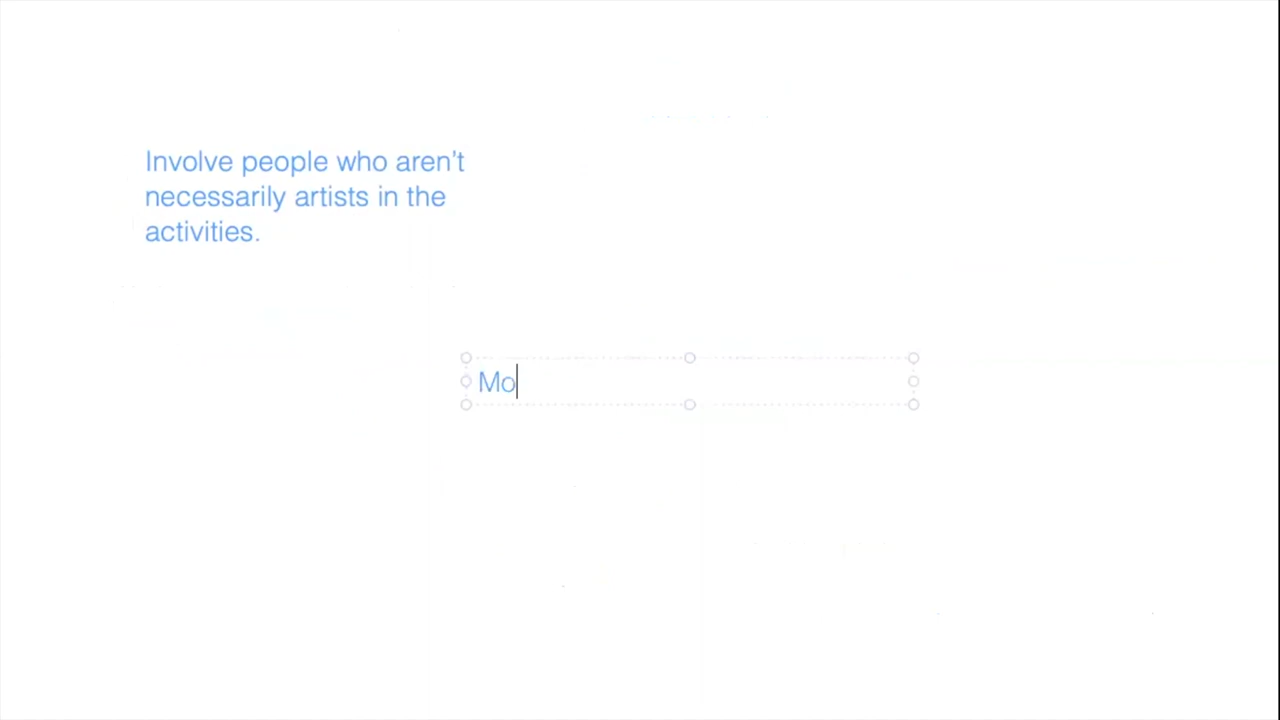 Involve people who aren't
necessarily artists in the
activities.
Mo